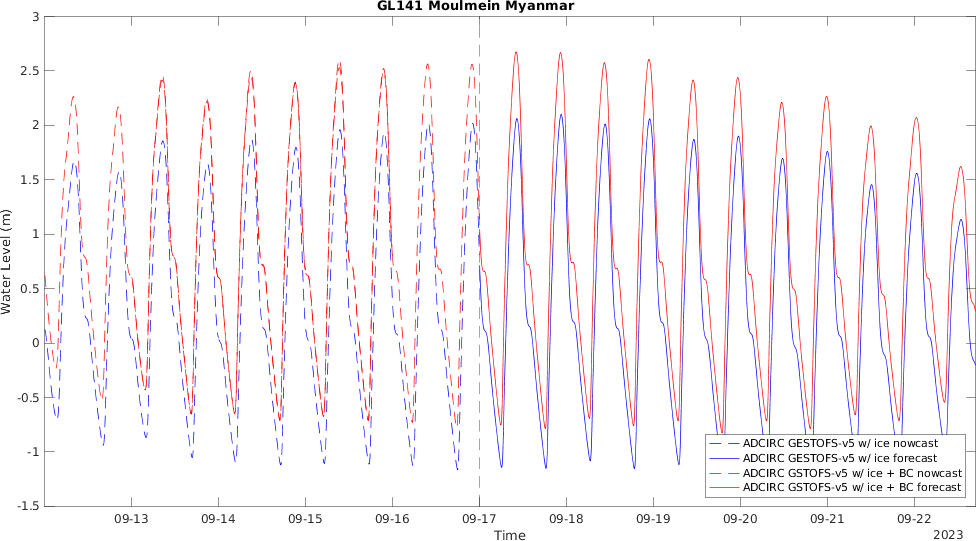 GL141 Moulmein Myanmar
3
2.5
2
1.5
1
0.5
0
-0.5
-1
-1.5
Water Level (m)
ADCIRC GESTOFS-v5 w/ ice nowcast
ADCIRC GESTOFS-v5 w/ ice forecast
ADCIRC GSTOFS-v5 w/ ice + BC nowcast
ADCIRC GSTOFS-v5 w/ ice + BC forecast
09-13 09-14 09-15 09-16 09-17 09-18 09-19 09-20 09-21 09-22
Time
2023